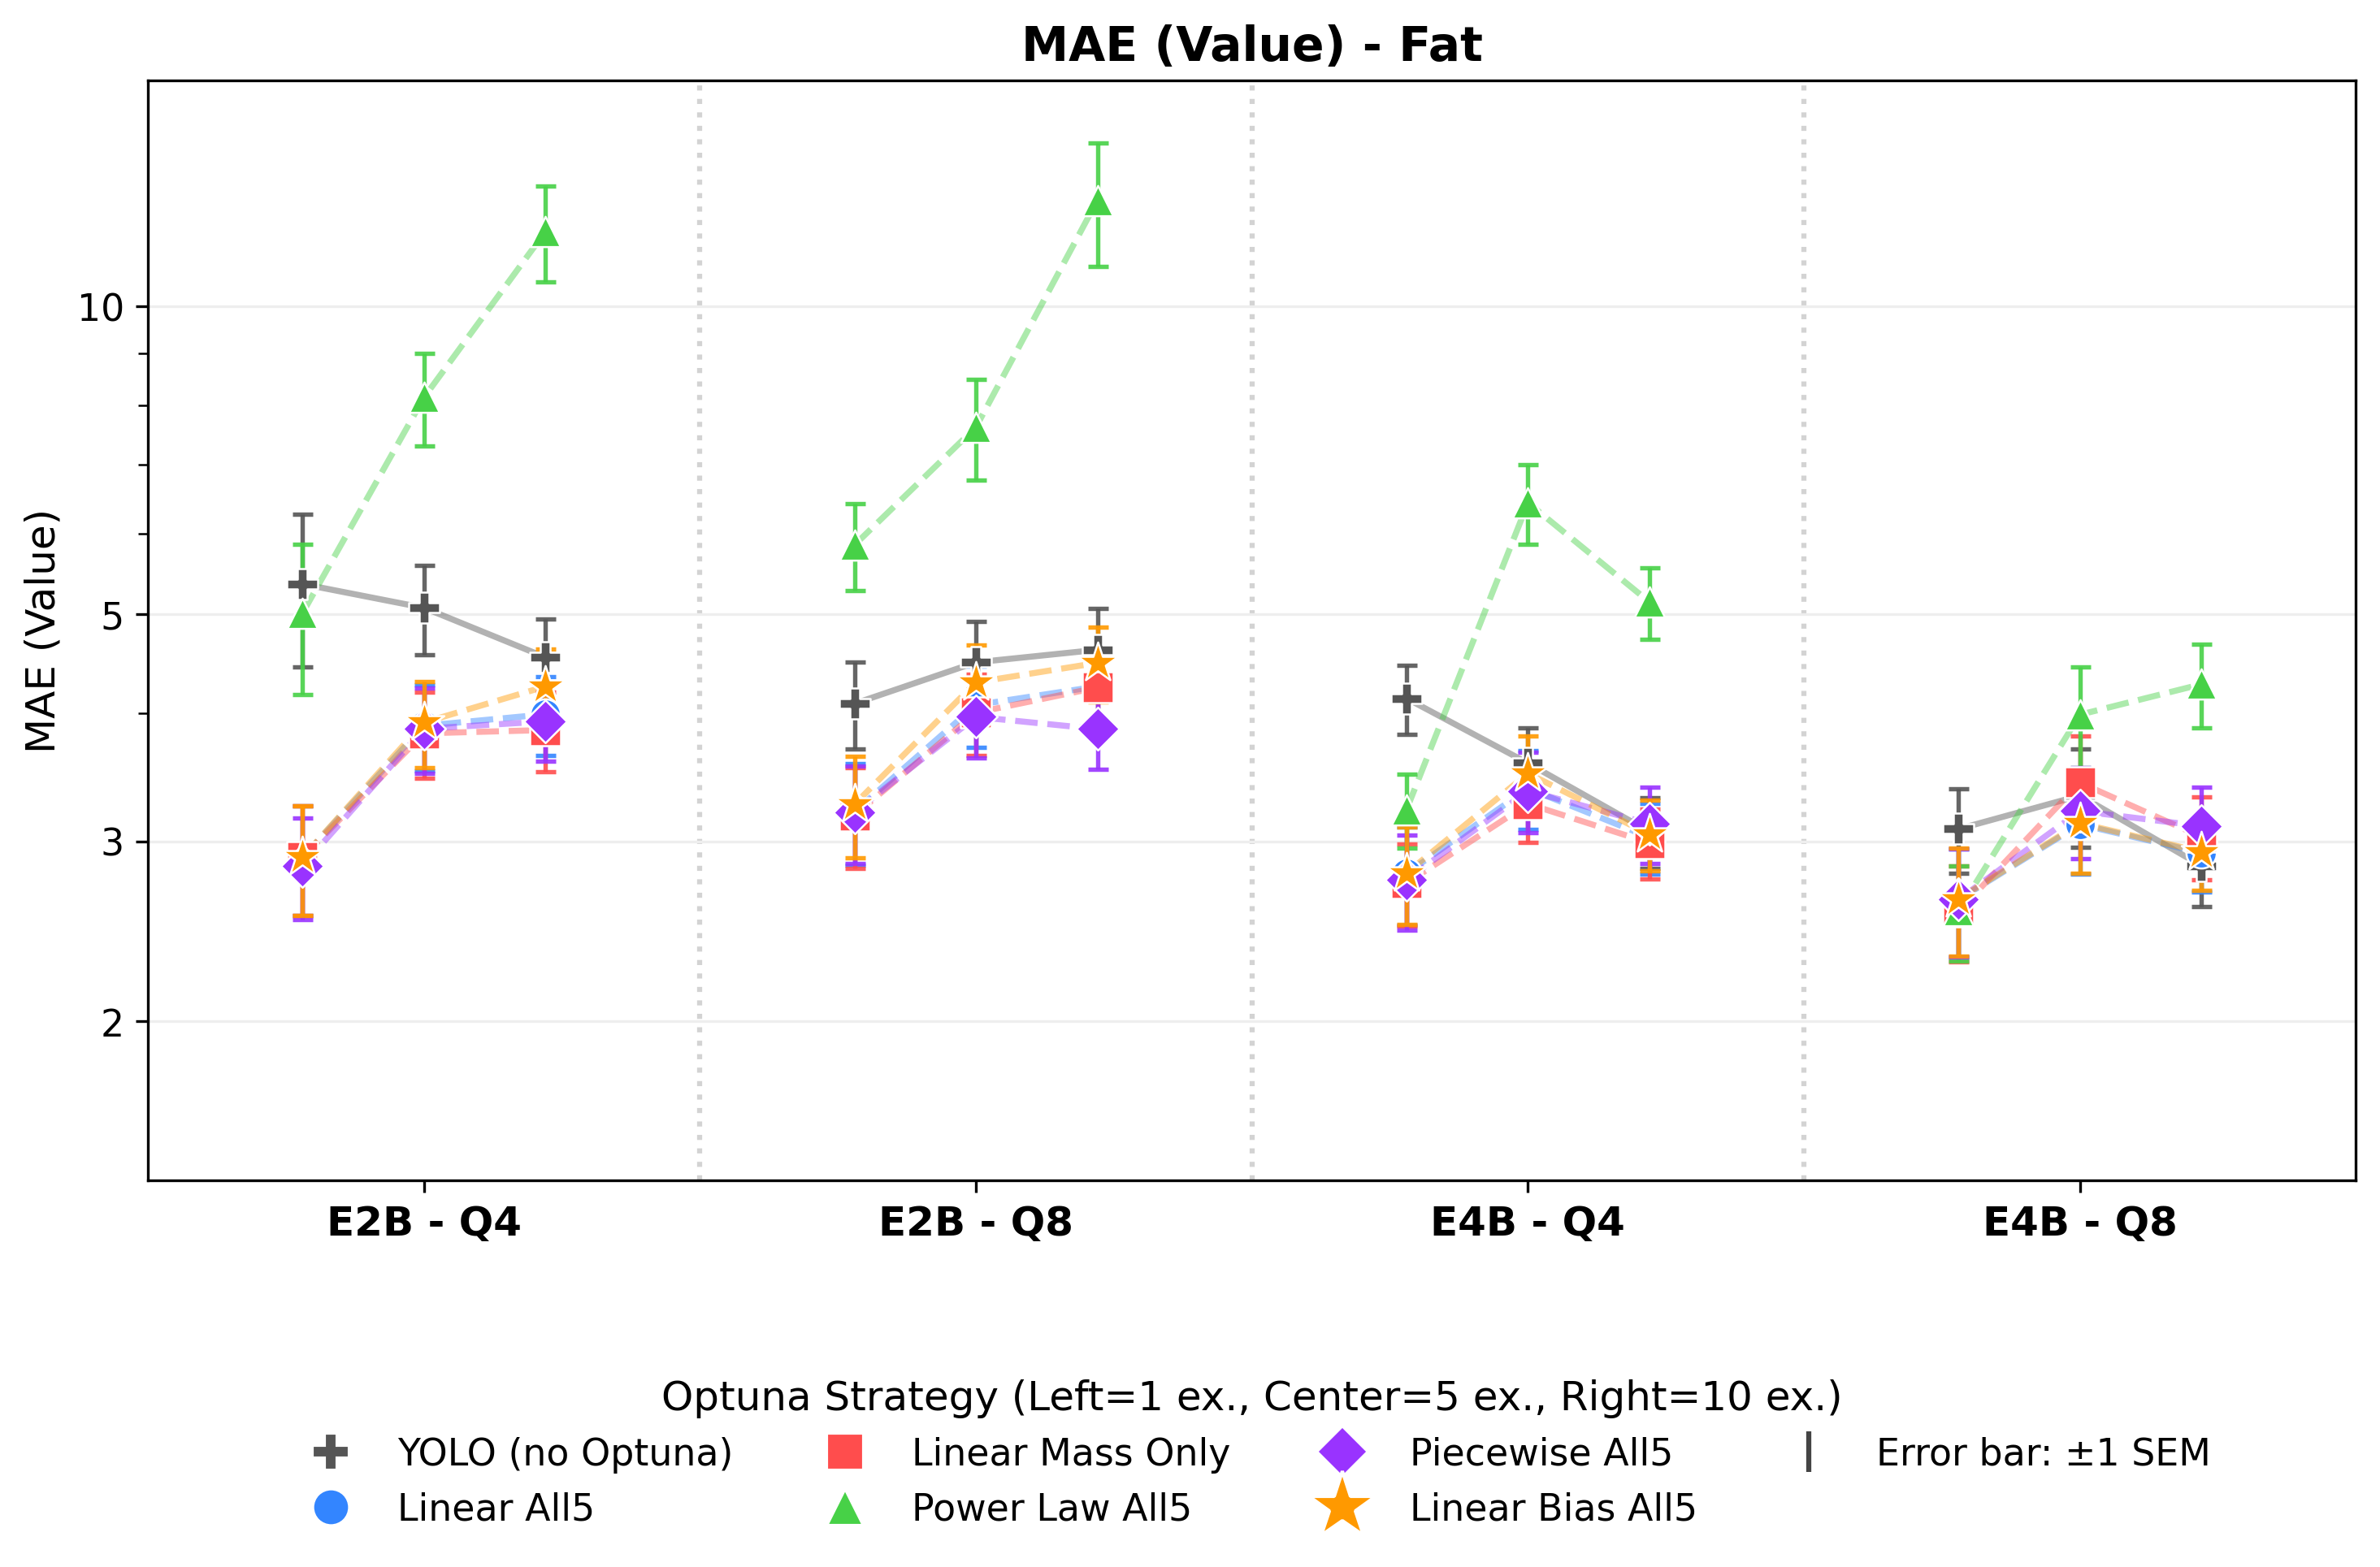 MAE (Value) - Fat
MAE (Value)
10
5
3
2
E2B - Q4
E2B - Q8
E4B - Q4
E4B - Q8
Optuna Strategy (Left=1 ex., Center=5 ex., Right=10 ex.)
YOLO (no Optuna)
Linear Mass Only
Piecewise All5
Error bar: ±1 SEM
Linear All5
Power Law All5
Linear Bias All5